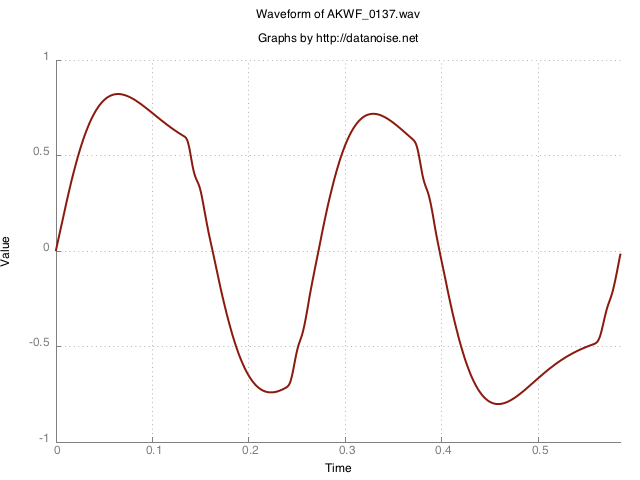 Waveform of AKWF_0137.wav
Graphs by http://datanoise.net
1
0.5
0
-0.5
-1
Value
0 0.1 0.2 0.3 0.4 0.5
Time